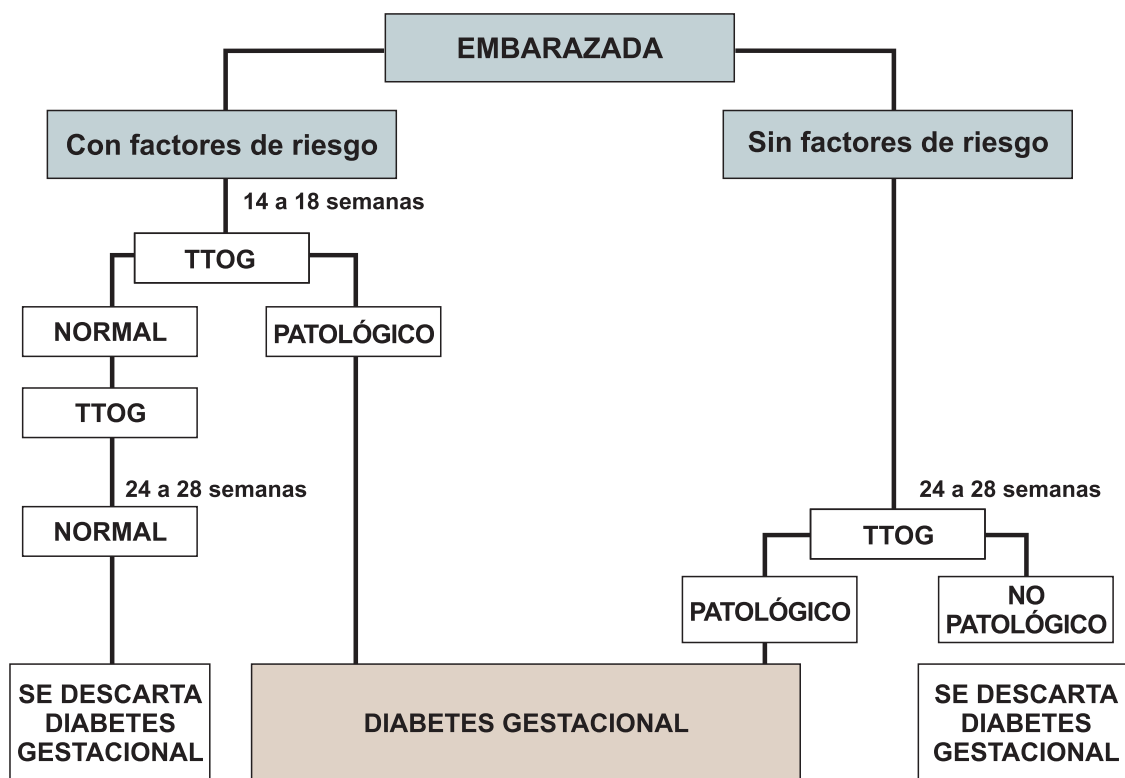 EMBARAZADA
Con factores de riesgo
Sin factores de riesgo
14 a 18 semanas
TTOG
NORMAL
PATOLÓGICO
TTOG
24 a 28 semanas
NORMAL
24 a 28 semanas
TTOG
PATOLÓGICO
NO
PATOLÓGICO
SE DESCARTA
DIABETES
GESTACIONAL
DIABETES GESTACIONAL
SE DESCARTA
DIABETES
GESTACIONAL